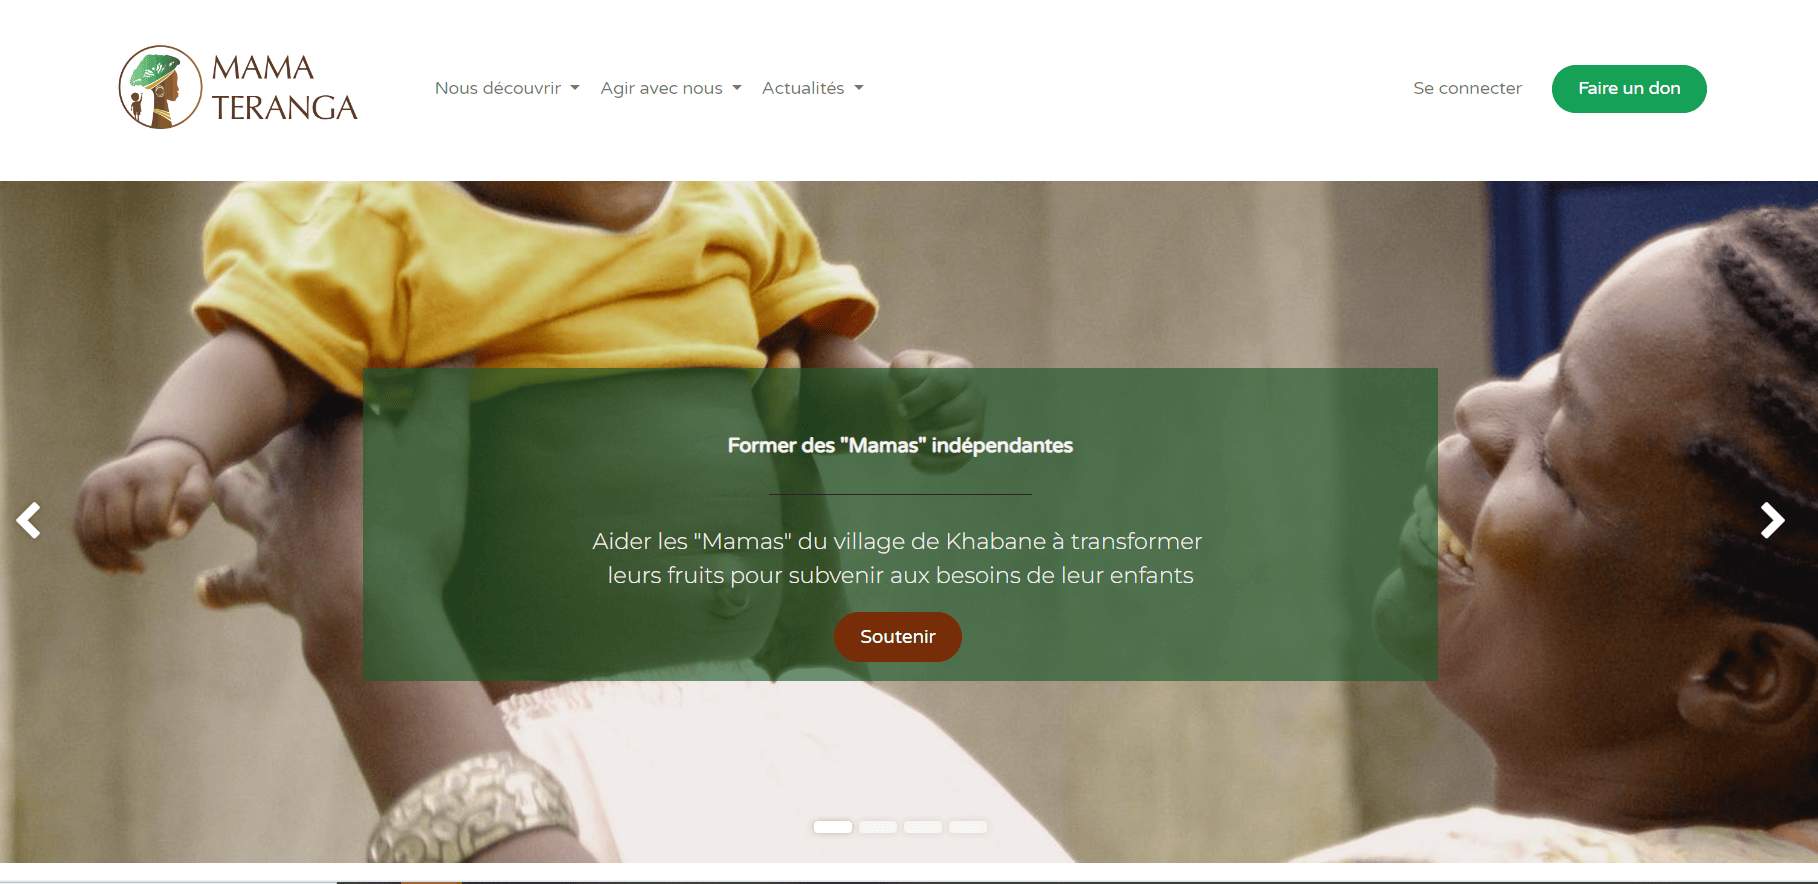 MAMA
TERANGA
Nous découvrir
Agir avec nous
Actualités
Se connecter
Faire un don
Former des "Mamas" indépendantes
Aider les "Mamas" du village de Khabane à transformer
leurs fruits pour subvenir aux besoins de leur enfants
Soutenir